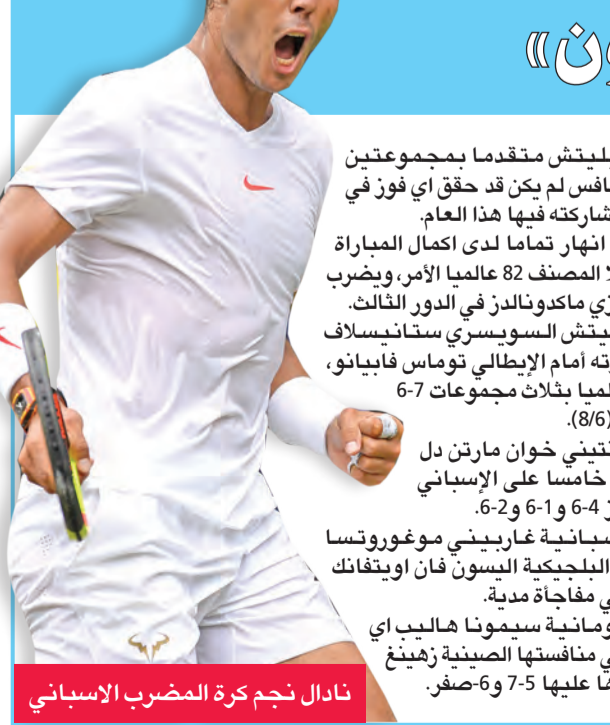 ون»
يليتش متقدما بمجموعتين
نافس لم يكن قد حقق اي فوز في
شاركته فيها هذا العام.
انهار تماما لدى اكمال المباراة
لا المصنف 82 عالميا الأمر، ويضرب
زي ماكدونالدز في الدور الثالث.
ليتش السويسري ستانيسلاف
رته أمام الإيطالي توماس فابيانو،
لميا بثلاث مجموعات 7-6
(8/6).
نتيني خوان مارتن دل
خامسا على الإسباني
ز 4-6 و1-6 و2-6.
سبانية غاربيني موغوروتسا
البلجيكية اليسون فان اويتفانك
ي مفاجأة مدية.
ومانية سيمونا هاليب اي
ي منافستها الصينية زهينغ
ما عليها 5-7 و6-صفر.
نادال نجم كرة المضرب الاسباني